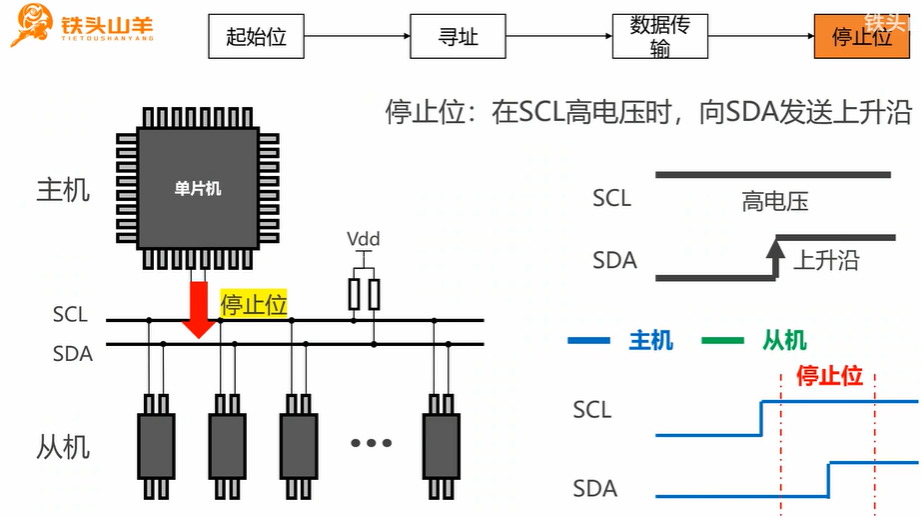 铁头山羊
TIETOUSHANYANG
起始位
寻址
数据传
输
停止位
铁头
停止位：在SCL高电压时，向SDA发送上升沿
主机
单片机
SCL
高电压
Vdd
SDA
上升沿
停止位
SCL
SDA
主机
从机
停止位
SCL
从机
SDA